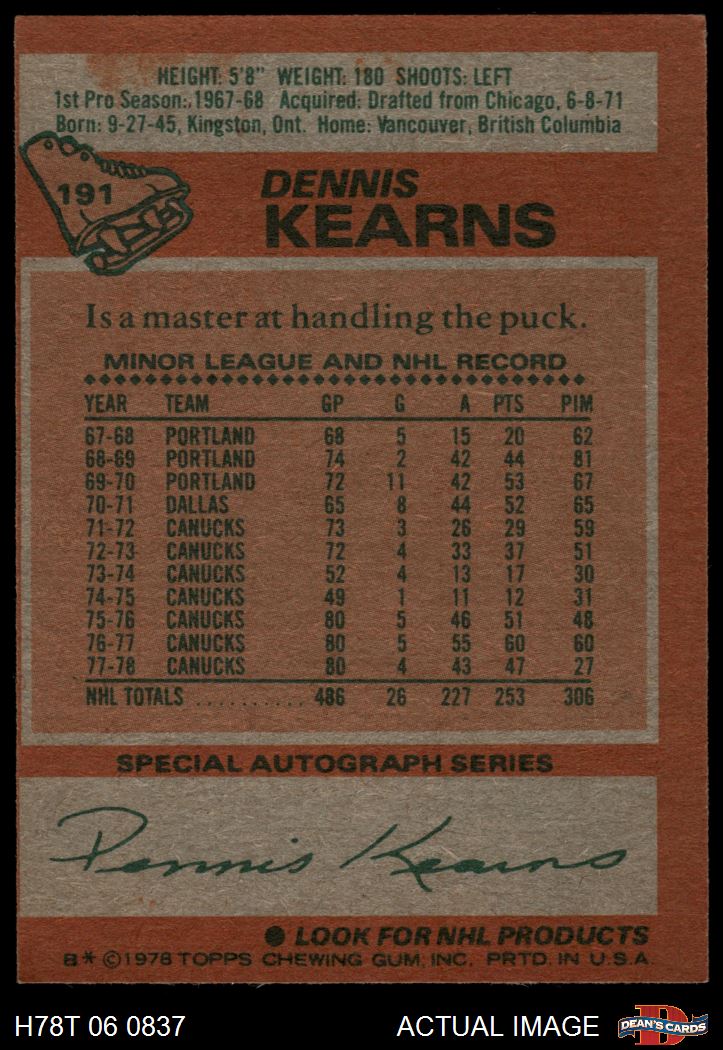 HEIGHT: 5'8" WEIGHT: 180 SHOOTS: LEFT
1st Pro Season: 1967-68 Acquired: Drafted from Chicago, 6-8-71
Born: 9-27-45, Kingston, Ont. Home: Vancouver, British Columbia
191
DENNIS
KEARNS
Is a master at handling the puck.
MINOR LEAGUE AND NHL RECORD
YEAR TEAM GP G A PTS PIM
67-68 PORTLAND 68 5 15 20 62
68-69 PORTLAND 74 2 42 44 81
69-70 PORTLAND 72 11 42 53 67
70-71 DALLAS 65 8 44 52 65
71-72 CANUCKS 73 3 26 29 59
72-73 CANUCKS 72 4 33 37 51
73-74 CANUCKS 52 4 13 17 30
74-75 CANUCKS 49 1 11 12 31
75-76 CANUCKS 80 5 46 51 48
76-77 CANUCKS 80 5 55 60 60
77-78 CANUCKS 80 4 43 47 27
NHL TOTALS .......... 486 26 227 253 306
SPECIAL AUTOGRAPH SERIES
Dennis Kearns
● LOOK FOR NHL PRODUCTS
B* ©1978 TOPPS CHEWING GUM, INC. PRTD. IN U.S.A.
H78T 06 0837 ACTUAL IMAGE
D
DEAN'S CARDS